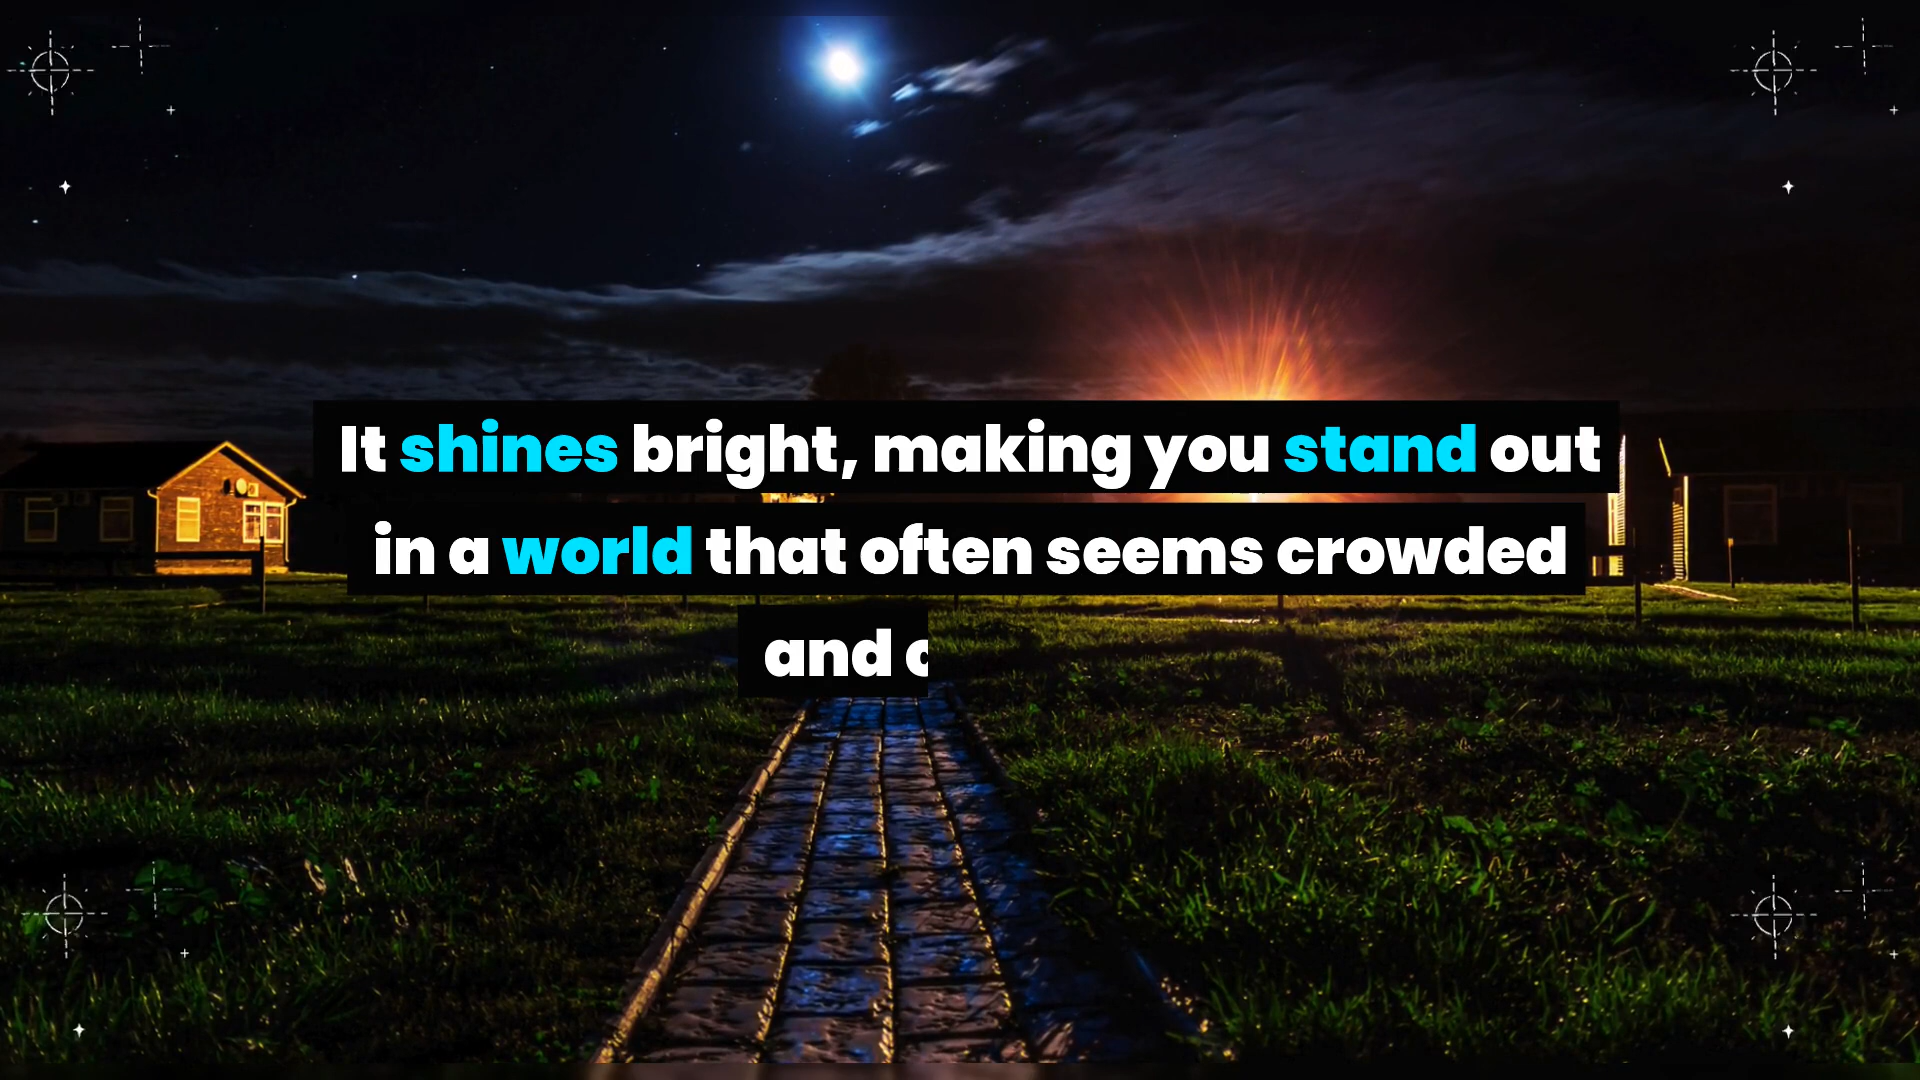 It shines bright, making you stand out
in a world that often seems crowded
and